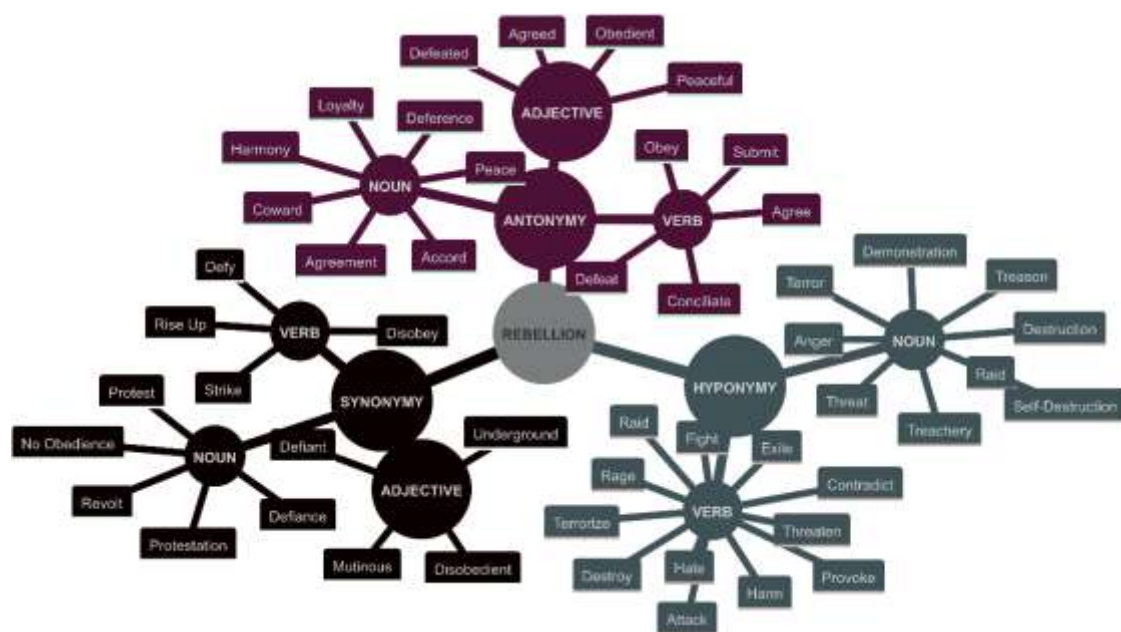 Agreed
Obedient
Defeated
Peaceful
ADJECTIVE
Loyalty
Deference
Harmony
Peace
NOUN
Coward
Agreement
Accord
ANTONYMY
Obey
Submit
VERB
Agree
Defeat
Conciliate
REBELLION
Defy
Rise Up
VERB
Disobey
Strike
SYNONYMY
Protest
No Obedience
NOUN
Revolt
Defiance
Protestation
Defiant
Underground
ADJECTIVE
Mutinous
Disobedient
HYPONYMY
Demonstration
Terror
Treason
Anger
NOUN
Destruction
Threat
Raid
Self-Destruction
Treachery
Raid
Fight
Exile
Rage
Contradict
VERB
Terrorize
Threaten
Destroy
Hate
Provoke
Harm
Attack